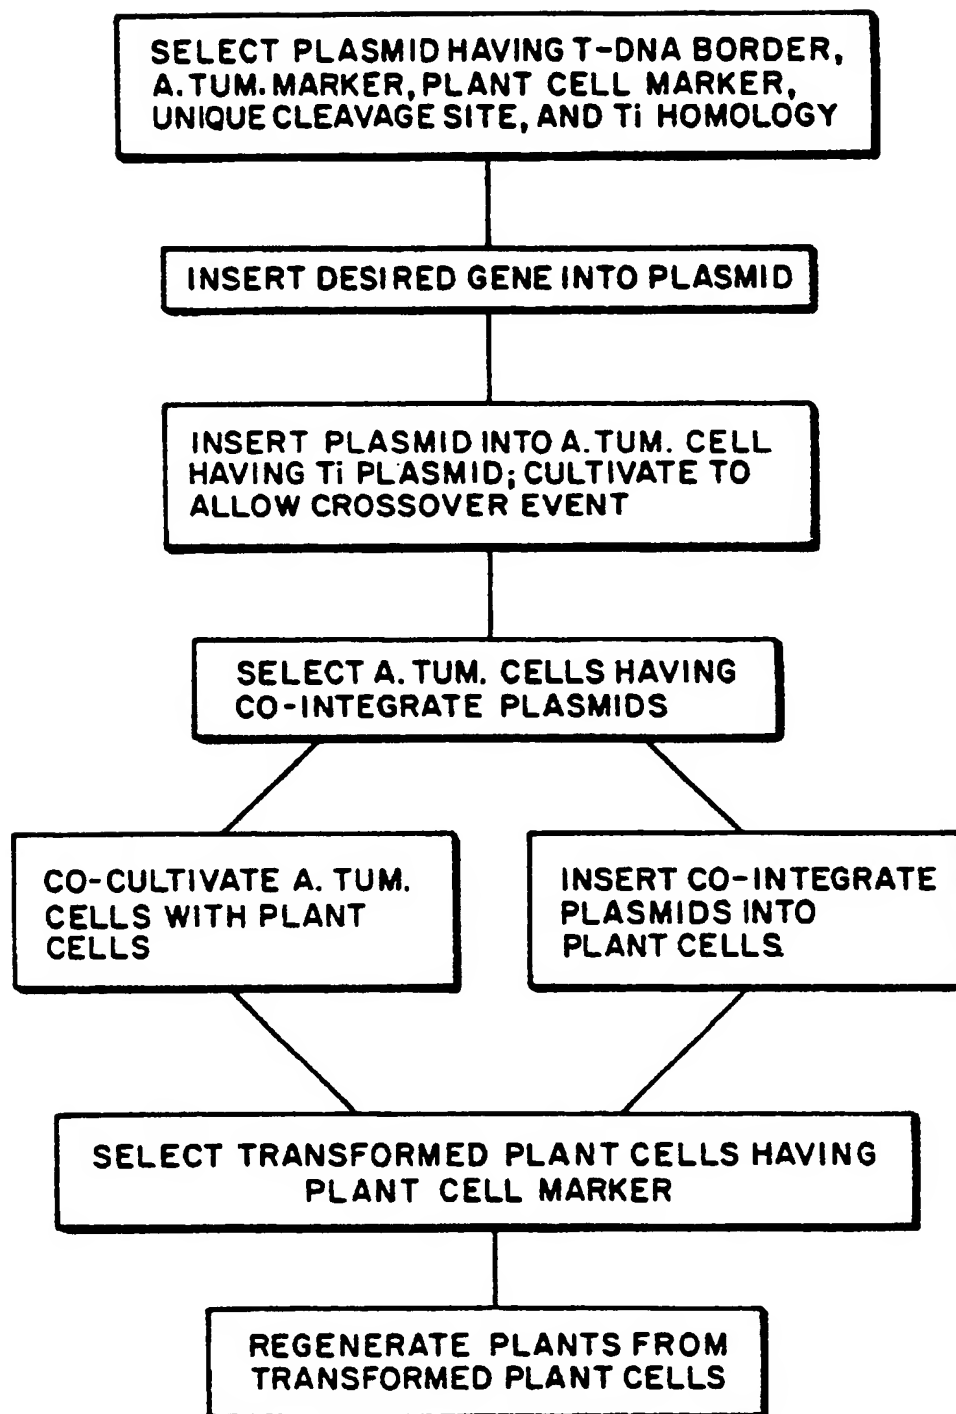 SELECT PLASMID HAVING T-DNA BORDER,
A. TUM. MARKER, PLANT CELL MARKER,
UNIQUE CLEAVAGE SITE, AND Ti HOMOLOGY
INSERT DESIRED GENE INTO PLASMID
INSERT PLASMID INTO A. TUM. CELL
HAVING Ti PLASMID; CULTIVATE TO
ALLOW CROSSOVER EVENT
SELECT A. TUM. CELLS HAVING
CO-INTEGRATE PLASMIDS
CO-CULTIVATE A. TUM.
CELLS WITH PLANT
CELLS
INSERT CO-INTEGRATE
PLASMIDS INTO
PLANT CELLS.
SELECT TRANSFORMED PLANT CELLS HAVING
PLANT CELL MARKER
REGENERATE PLANTS FROM
TRANSFORMED PLANT CELLS